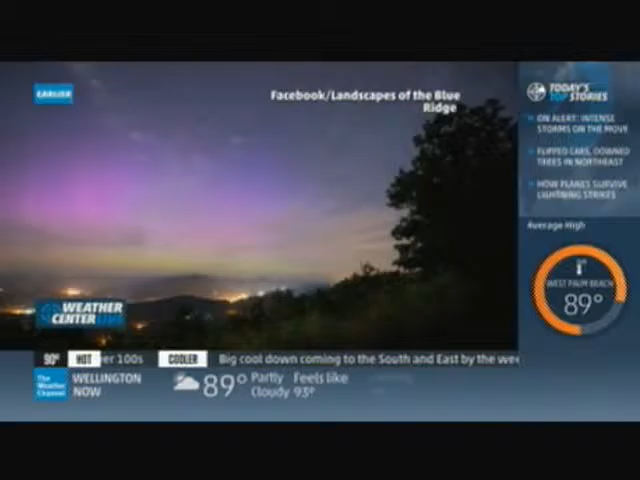 EARLIER
Facebook/Landscapes of the Blue
Ridge
TODAY'S
TOP STORIES
ON ALERT: INTENSE
STORMS ON THE MOVE
FLIPPED CARS, DOWNED
TREES IN NORTHEAST
HOW PLANES SURVIVE
LIGHTNING STRIKES
Average High
WEST PALM BEACH
89°
WEATHER
CENTER LIVE
90° HOT er 100s COOLER Big cool down coming to the South and East by the wee
The
Weather
Channel
WELLINGTON
NOW
89° Partly Cloudy Feels like 93°